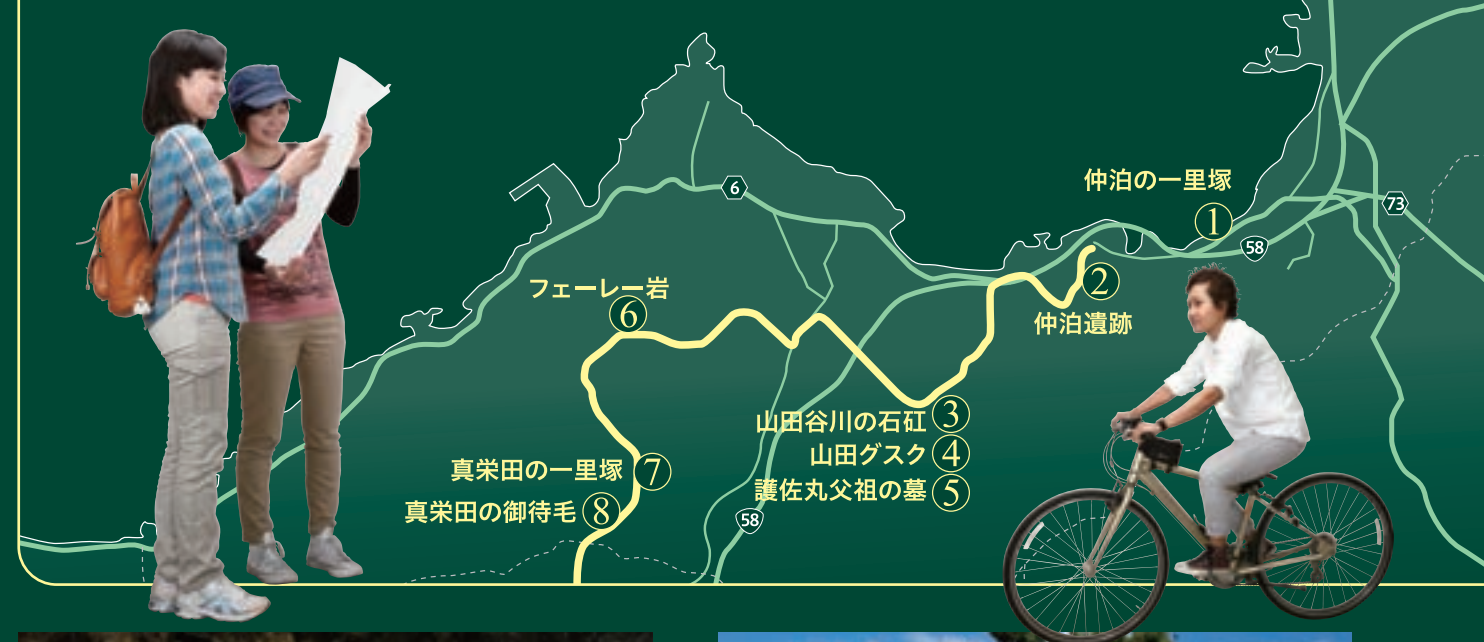 仲泊の一里塚
①
6
73
58
フェーレー岩
⑥
②
仲泊遺跡
山田谷川の石矼 ③
山田グスク ④
護佐丸父祖の墓 ⑤
真栄田の一里塚 ⑦
真栄田の御待毛 ⑧
58